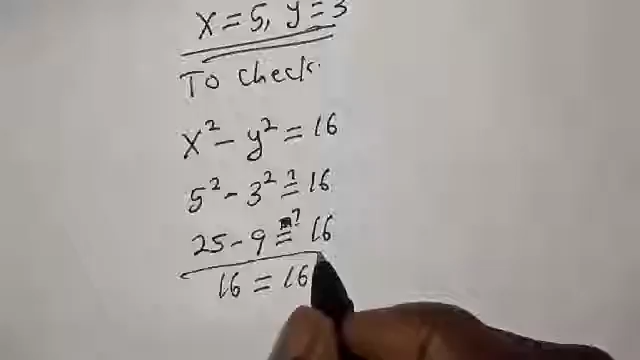 x = 5, y = 3
To check.
x² - y² = 16
5² - 3² =? 16
25 - 9 =? 16
16 = 16